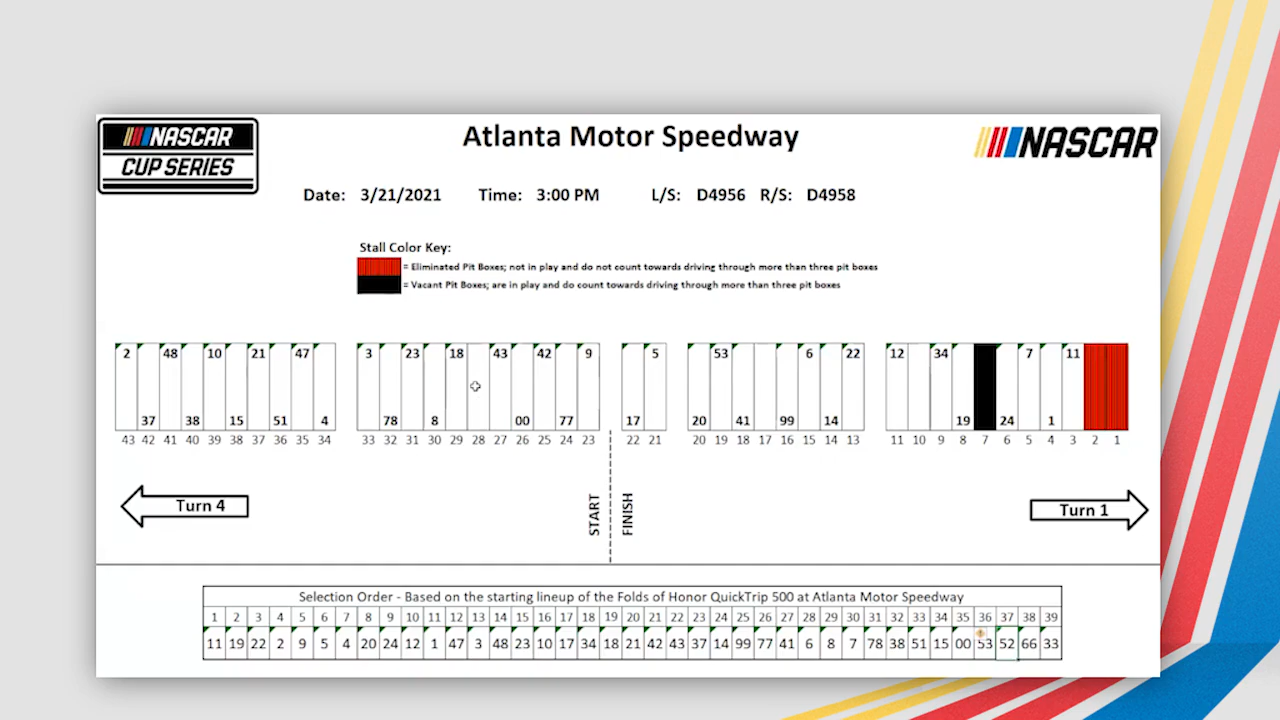 NASCAR
CUP SERIES
Atlanta Motor Speedway
NASCAR
Date: 3/21/2021 Time: 3:00 PM L/S: D4956 R/S: D4958
Stall Color Key:
= Eliminated Pit Boxes; not in play and do not count towards driving through more than three pit boxes
= Vacant Pit Boxes; are in play and do count towards driving through more than three pit boxes
2 48 10 21 47 3 23 18 43 42 9 5 53 6 22 12 34 7 11
37 38 15 51 4 78 8 00 77 17 20 41 99 14 19 24 1
43 42 41 40 39 38 37 36 35 34 33 32 31 30 29 28 27 26 25 24 23 22 21 20 19 18 17 16 15 14 13 11 10 9 8 7 6 5 4 3 2 1
Turn 4
START
FINISH
Turn 1
Selection Order - Based on the starting lineup of the Folds of Honor QuickTrip 500 at Atlanta Motor Speedway
1 2 3 4 5 6 7 8 9 10 11 12 13 14 15 16 17 18 19 20 21 22 23 24 25 26 27 28 29 30 31 32 33 34 35 36 37 38 39
11 19 22 2 9 5 4 20 24 12 1 47 3 48 23 10 17 34 18 21 42 43 37 14 99 77 41 6 8 7 78 38 51 15 00 53 52 66 33